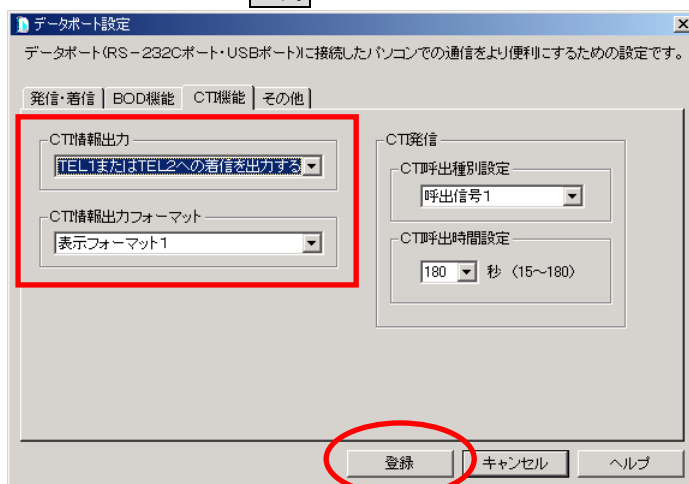 データポート設定
データポート(RS-232Cポート・USBポート)に接続したパソコンでの通信をより便利にするための設定です。
発信・着信 BOD機能 CTI機能 その他
CTI情報出力
TEL1またはTEL2への着信を出力する
CTI情報出力フォーマット
表示フォーマット1
CTI発信
CTI呼出種別設定
呼出信号1
CTI呼出時間設定
180 秒 (15~180)
登録 キャンセル ヘルプ